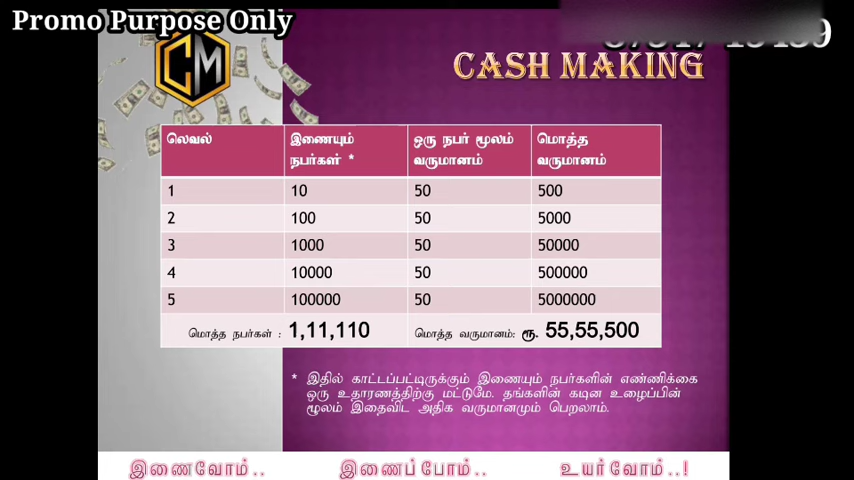 Promo Purpose Only
CM
CASH MAKING
லெவல் இணையும் நபர்கள் * ஒரு நபர் மூலம் வருமானம் மொத்த வருமானம்
1 10 50 500
2 100 50 5000
3 1000 50 50000
4 10000 50 500000
5 100000 50 5000000
மொத்த நபர்கள் : 1,11,110 மொத்த வருமானம்: ரூ. 55,55,500
* இதில் காட்டப்பட்டிருக்கும் இணையும் நபர்களின் எண்ணிக்கை
ஒரு உதாரணத்திற்கு மட்டுமே. தங்களின் கடின உழைப்பின்
மூலம் இதைவிட அதிக வருமானமும் பெறலாம்.
இணைவோம்.. இணைப்போம்.. உயர்வோம்..!